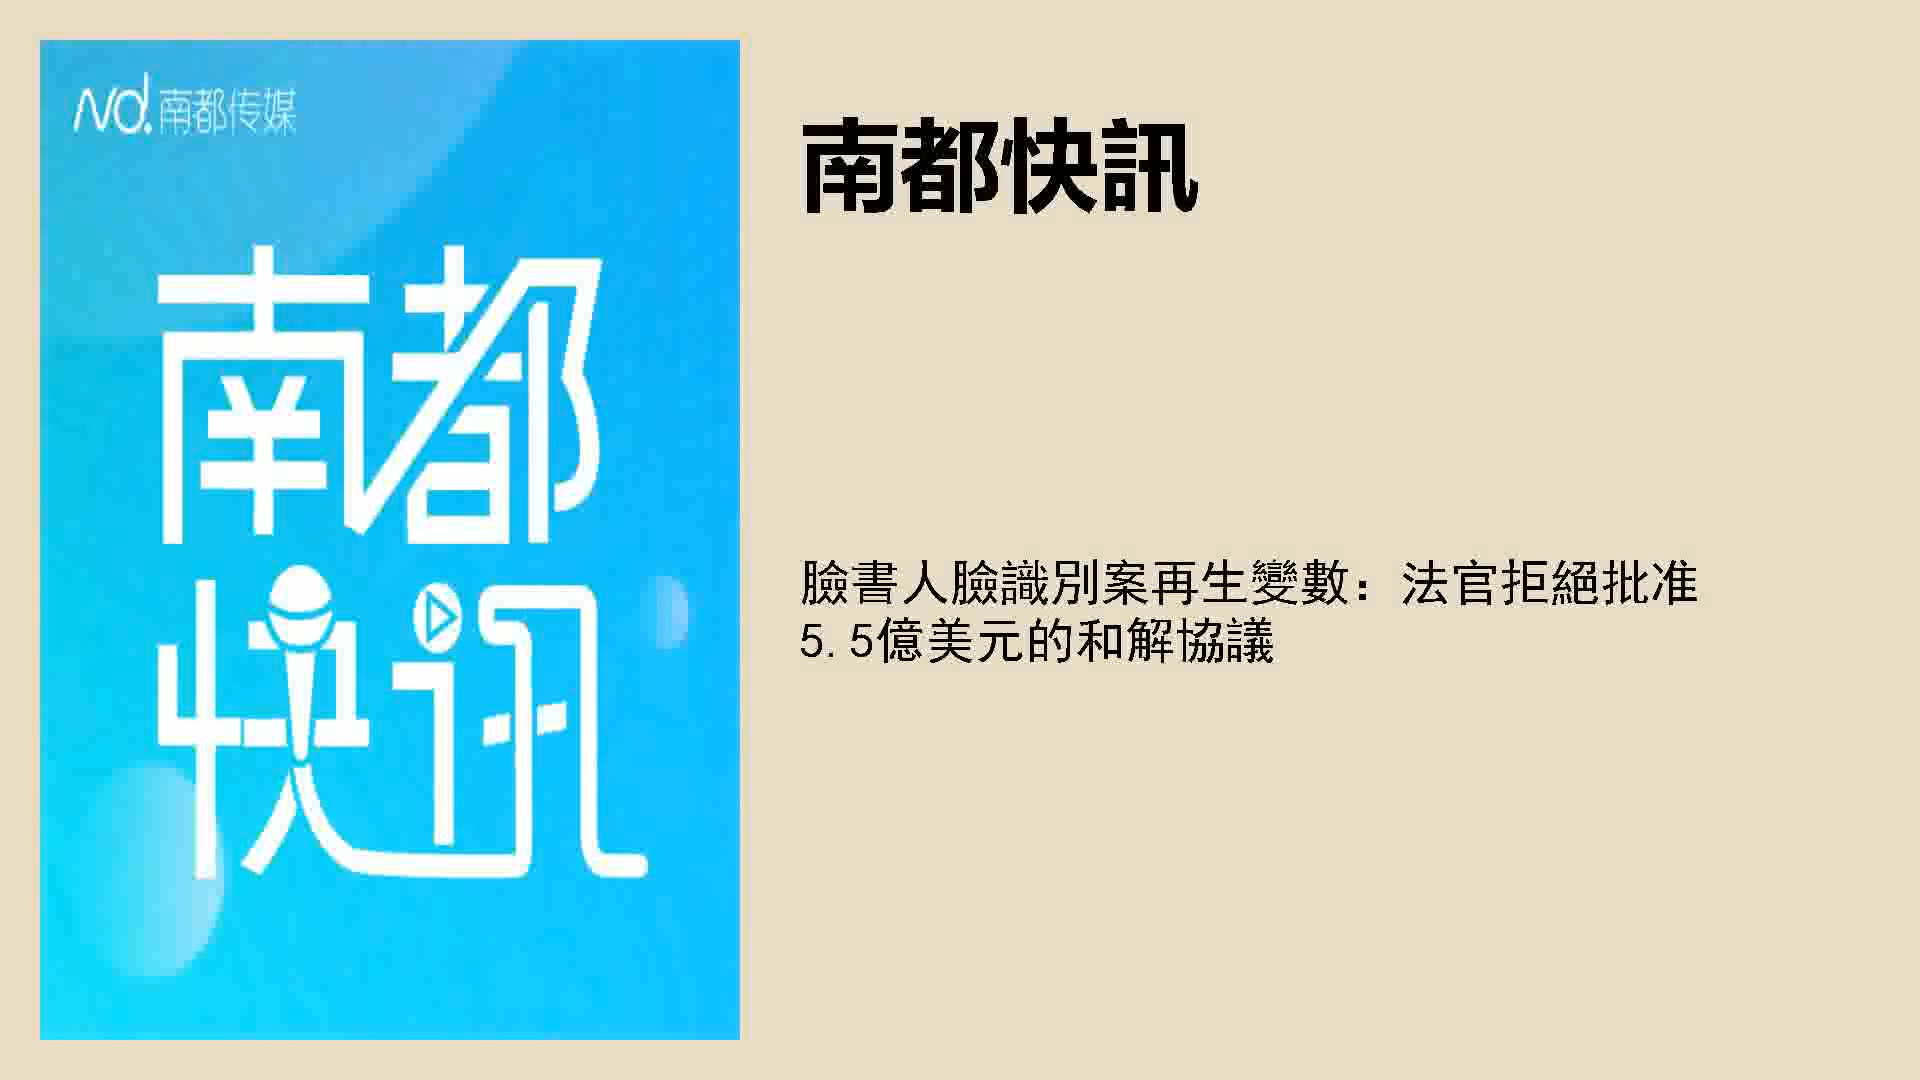 Nd.南都传媒
南都
快讯
南都快訊
臉書人臉識別案再生變數：法官拒絕批准
5.5億美元的和解協議